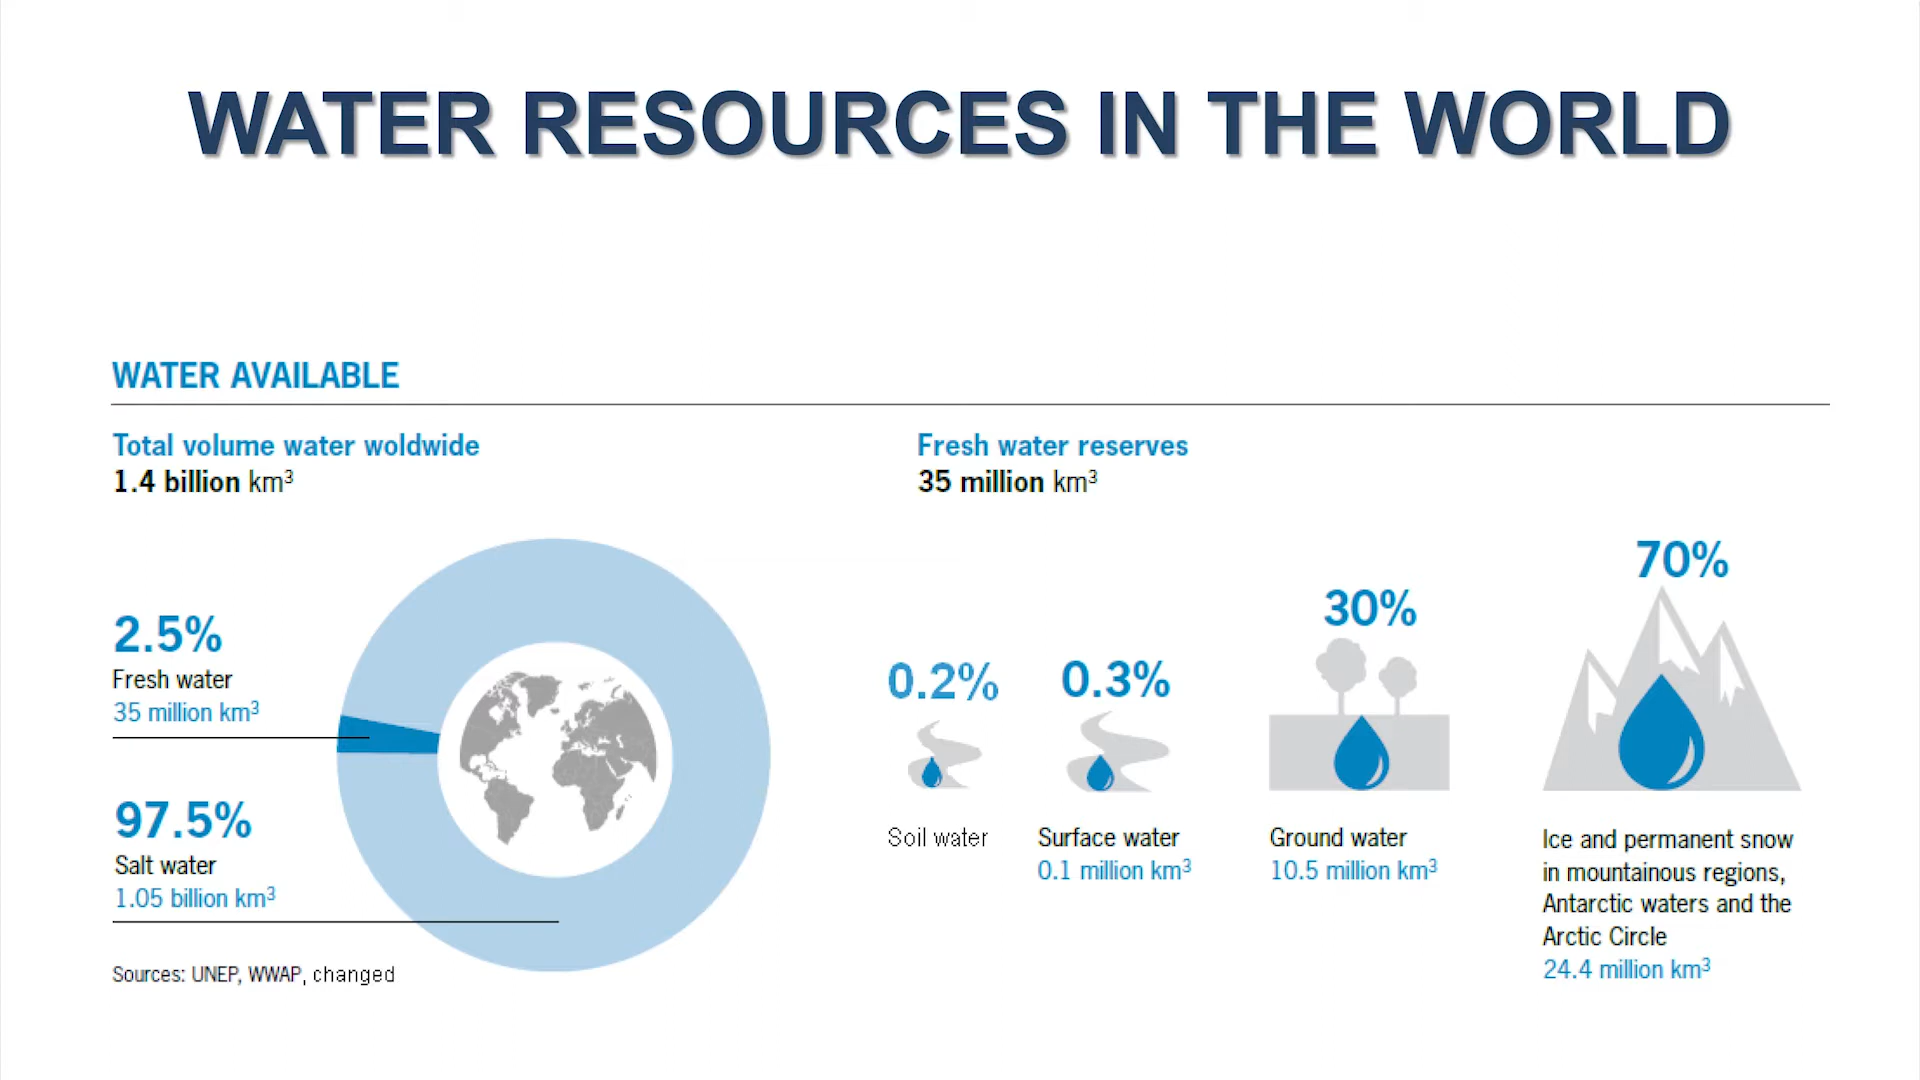 WATER RESOURCES IN THE WORLD
WATER AVAILABLE
Total volume water woldwide
1.4 billion km³
2.5%
Fresh water
35 million km³
97.5%
Salt water
1.05 billion km³
Sources: UNEP, WWAP, changed
Fresh water reserves
35 million km³
0.2%
Soil water
0.3%
Surface water
0.1 million km³
30%
Ground water
10.5 million km³
70%
Ice and permanent snow
in mountainous regions,
Antarctic waters and the
Arctic Circle
24.4 million km³